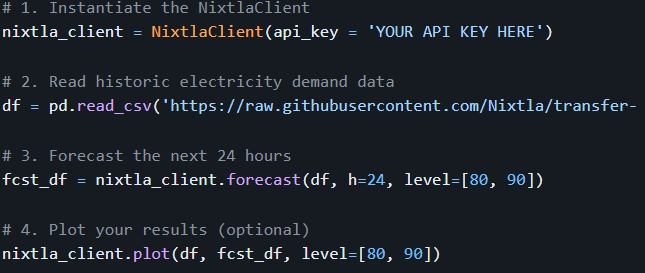 # 1. Instantiate the NixtlaClient
nixtla_client = NixtlaClient(api_key = 'YOUR API KEY HERE')
# 2. Read historic electricity demand data
df = pd.read_csv('https://raw.githubusercontent.com/Nixtla/transfer-
# 3. Forecast the next 24 hours
fcst_df = nixtla_client.forecast(df, h=24, level=[80, 90])
# 4. Plot your results (optional)
nixtla_client.plot(df, fcst_df, level=[80, 90])